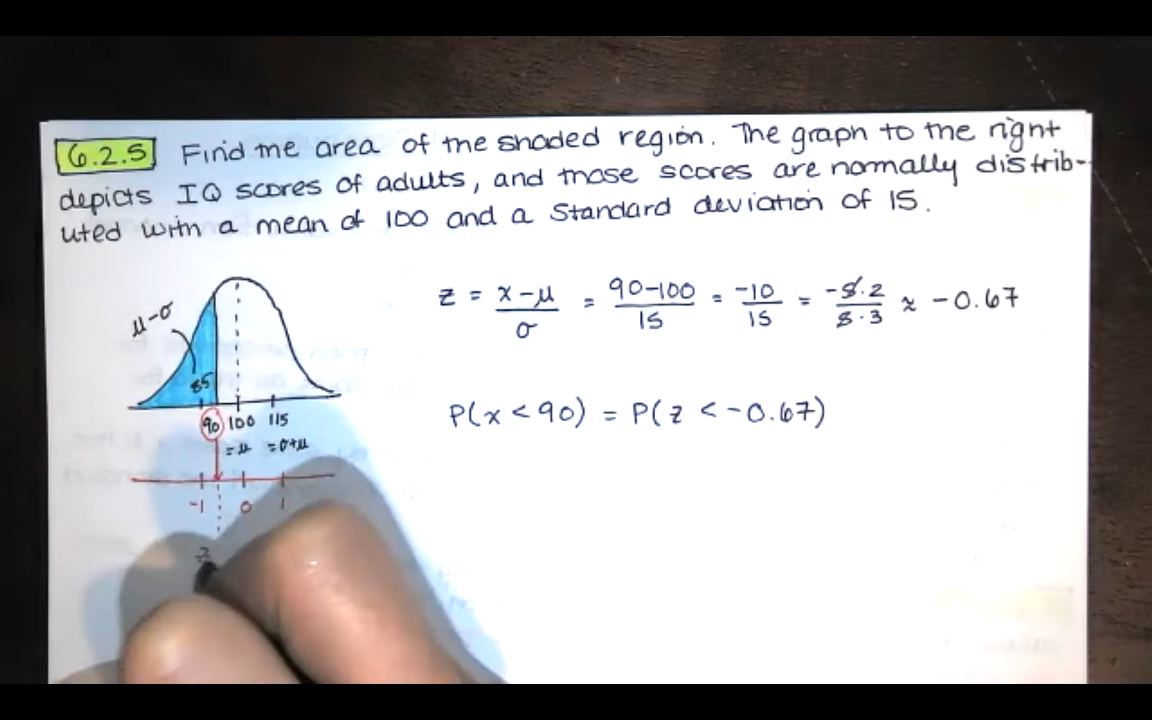 6.2.5 Find the area of the shaded region. The graph to the right
depicts IQ scores of adults, and those scores are normally distrib-
uted with a mean of 100 and a standard deviation of 15.
z = x-μ/σ = 90-100/15 = -10/15 = -5·2/5·3 ≈ -0.67
μ-σ
85
90 100 115
=μ =σ+μ
P(x < 90) = P(z < -0.67)
-1 0 1
z